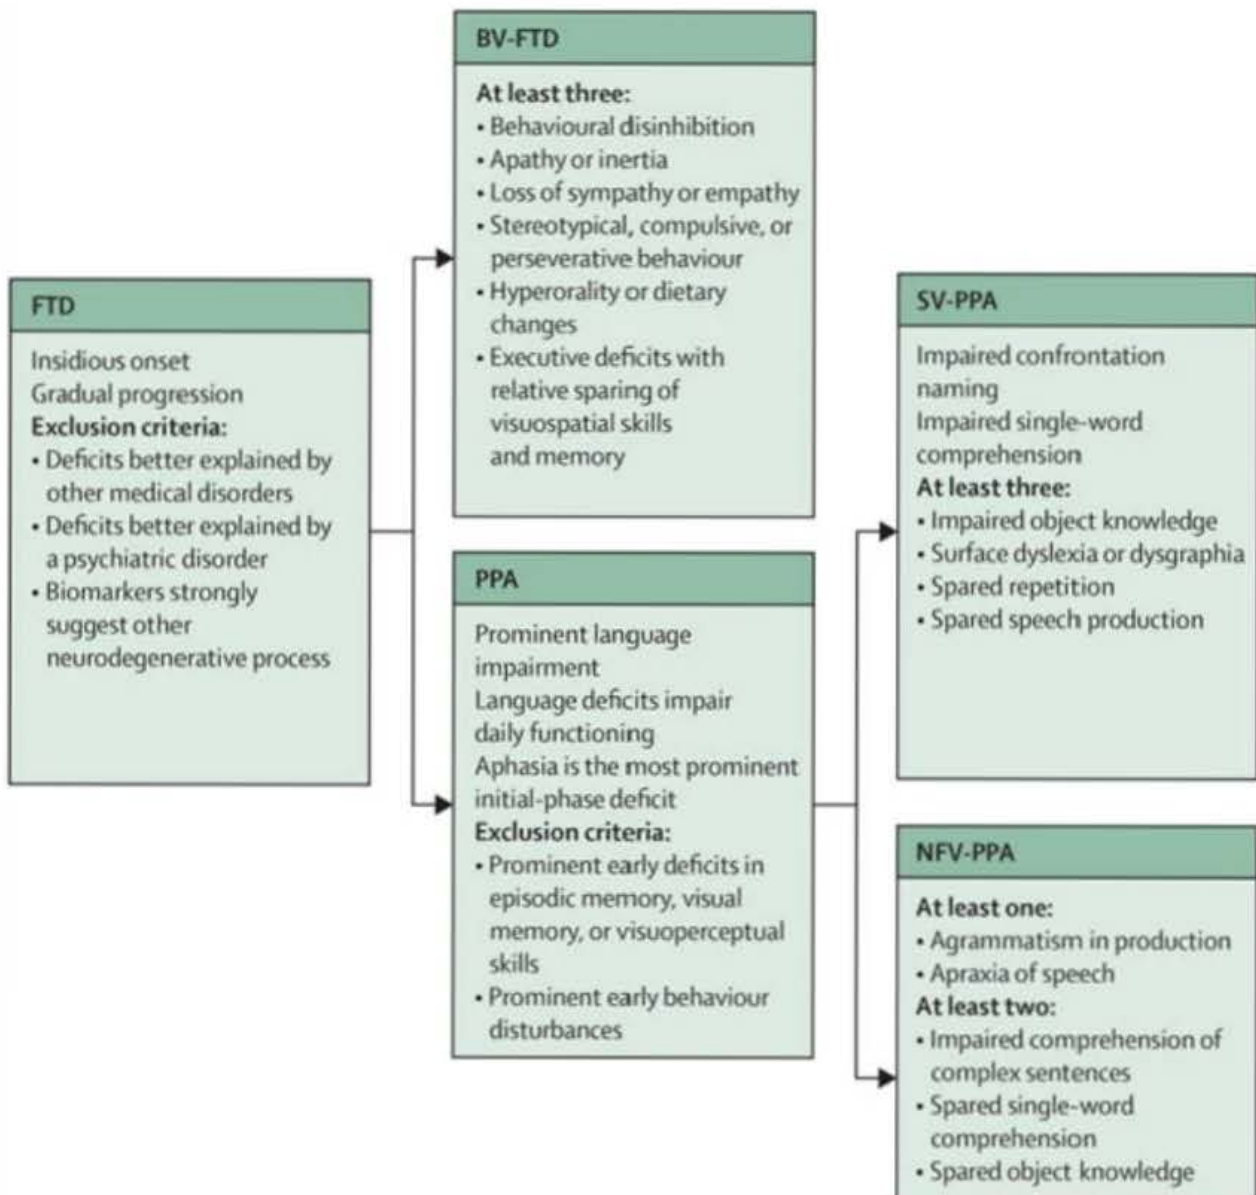 BV-FTD
At least three:
• Behavioural disinhibition
• Apathy or inertia
• Loss of sympathy or empathy
• Stereotypical, compulsive, or
perseverative behaviour
• Hyperorality or dietary
changes
• Executive deficits with
relative sparing of
visuospatial skills
and memory
FTD
Insidious onset
Gradual progression
Exclusion criteria:
• Deficits better explained by
other medical disorders
• Deficits better explained by
a psychiatric disorder
• Biomarkers strongly
suggest other
neurodegenerative process
PPA
Prominent language
impairment
Language deficits impair
daily functioning
Aphasia is the most prominent
initial-phase deficit
Exclusion criteria:
• Prominent early deficits in
episodic memory, visual
memory, or visuoperceptual
skills
• Prominent early behaviour
disturbances
SV-PPA
Impaired confrontation
naming
Impaired single-word
comprehension
At least three:
• Impaired object knowledge
• Surface dyslexia or dysgraphia
• Spared repetition
• Spared speech production
NFV-PPA
At least one:
• Agrammatism in production
• Apraxia of speech
At least two:
• Impaired comprehension of
complex sentences
• Spared single-word
comprehension
• Spared object knowledge